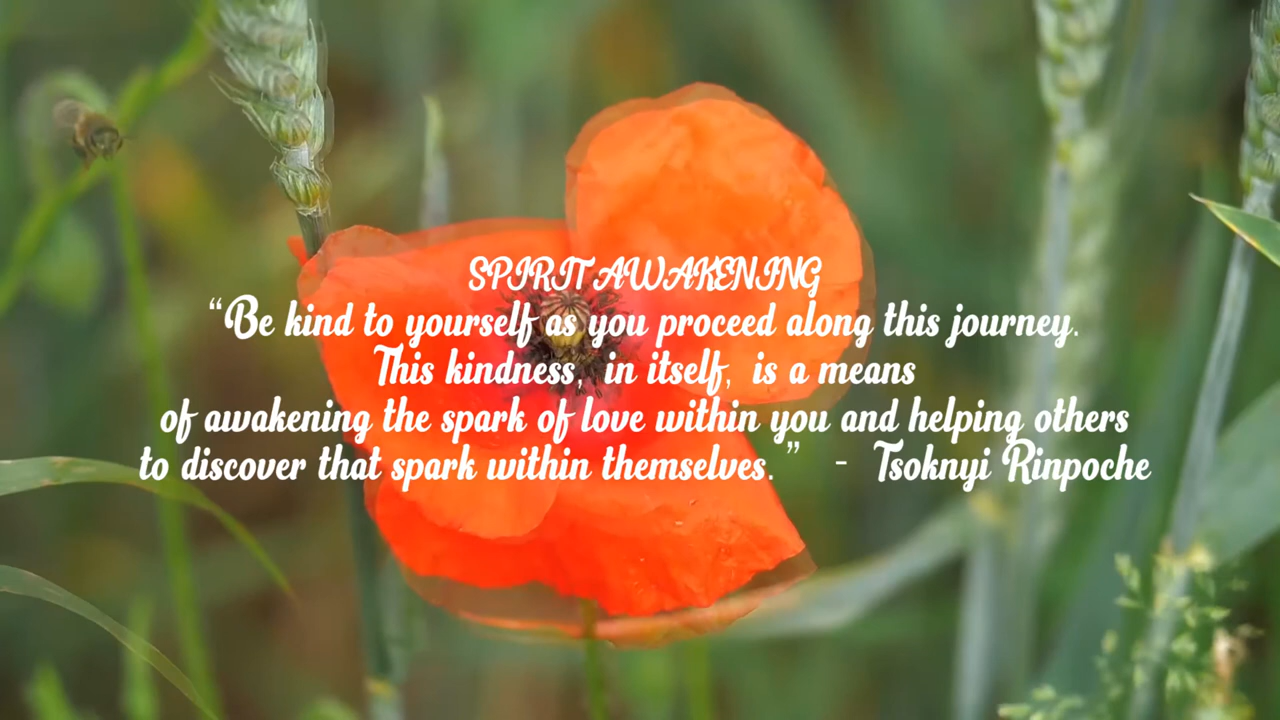 SPIRIT AWAKENING
“Be kind to yourself as you proceed along this journey.
This kindness, in itself, is a means
of awakening the spark of love within you and helping others
to discover that spark within themselves.” - Tsoknyi Rinpoche